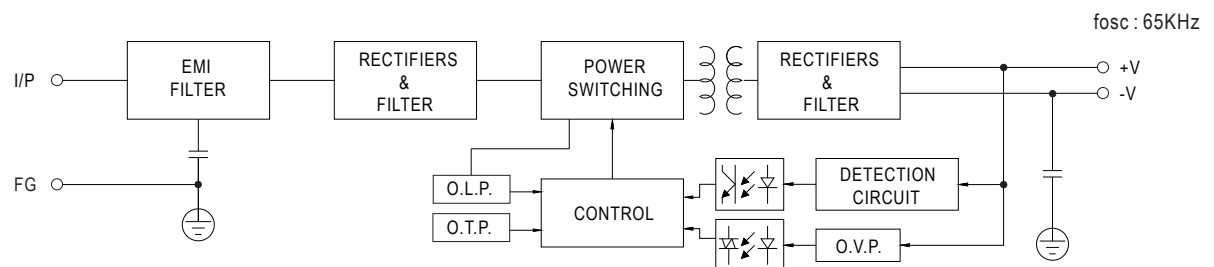 fosc : 65KHz
I/P
EMI
FILTER
RECTIFIERS
&
FILTER
POWER
SWITCHING
RECTIFIERS
&
FILTER
+V
-V
FG
O.L.P.
O.T.P.
CONTROL
DETECTION
CIRCUIT
O.V.P.